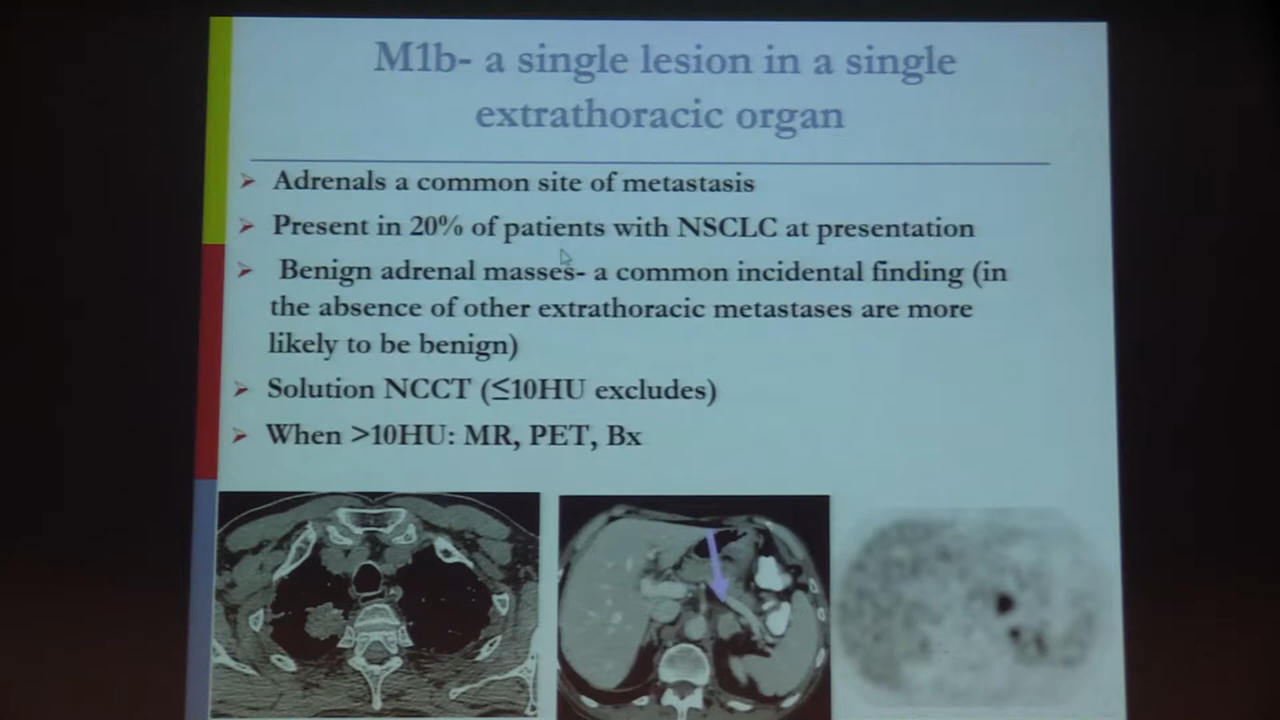 M1b- a single lesion in a single
extrathoracic organ
Adrenals a common site of metastasis
Present in 20% of patients with NSCLC at presentation
Benign adrenal masses- a common incidental finding (in
the absence of other extrathoracic metastases are more
likely to be benign)
Solution NCCT (≤10HU excludes)
When >10HU: MR, PET, Bx